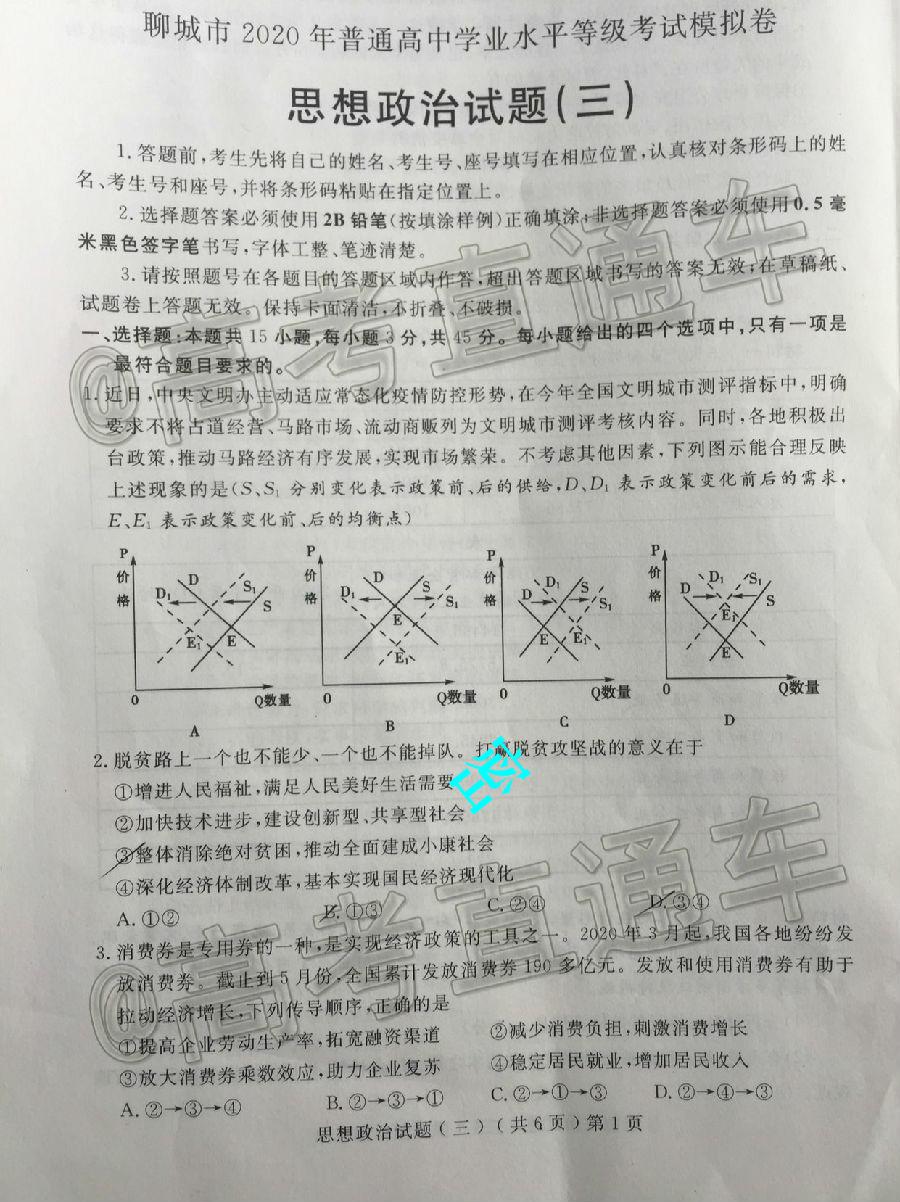 聊城市2020年普通高中学业水平等级考试模拟卷
思想政治试题(三)
1.答题前,考生先将自己的姓名、考生号、座号填写在相应位置,认真核对条形码上的姓
名、考生号和座号,并将条形码粘贴在指定位置上。
2.选择题答案必须使用2B铅笔(按填涂样例)正确填涂;非选择题答案必须使用0.5毫
米黑色签字笔书写,字体工整、笔迹清楚。
3.请按照题号在各题目的答题区域内作答,超出答题区域书写的答案无效;在草稿纸、
试题卷上答题无效。保持卡面清洁,不折叠、不破损。
一、选择题:本题共15小题,每小题3分,共45分。每小题给出的四个选项中,只有一项是
最符合题目要求的。
1.近日,中央文明办主动适应常态化疫情防控形势,在今年全国文明城市测评指标中,明确
要求不将占道经营、马路市场、流动商贩列为文明城市测评考核内容。同时,各地积极出
台政策,推动马路经济有序发展,实现市场繁荣。不考虑其他因素,下列图示能合理反映
上述现象的是(S、S₁分别变化表示政策前、后的供给,D、D₁表示政策变化前后的需求,
E、E₁表示政策变化前、后的均衡点)
P 价格 D₁ D S₁ S E₁ E 0 Q数量
P 价格 D₁ D S S₁ E E₁ 0 Q数量
P 价格 D D₁ S S₁ E E₁ 0 Q数量
P 价格 D D₁ S₁ S E₁ E 0 Q数量
A B C D
2.脱贫路上一个也不能少、一个也不能掉队。打赢脱贫攻坚战的意义在于
①增进人民福祉,满足人民美好生活需要
②加快技术进步,建设创新型、共享型社会
③整体消除绝对贫困,推动全面建成小康社会
④深化经济体制改革,基本实现国民经济现代化
A.①② B.①③ C.②④ D.③④
3.消费券是专用券的一种,是实现经济政策的工具之一。2020年3月起,我国各地纷纷发
放消费券。截止到5月份,全国累计发放消费券190多亿元。发放和使用消费券有助于
拉动经济增长,下列传导顺序,正确的是
①提高企业劳动生产率,拓宽融资渠道 ②减少消费负担,刺激消费增长
③放大消费券乘数效应,助力企业复苏 ④稳定居民就业,增加居民收入
A.②→③→④ B.②→③→① C.②→①→③ D.②→④→③
思想政治试题(三)(共6页)第1页
@高考直通车
密
@高考直通车